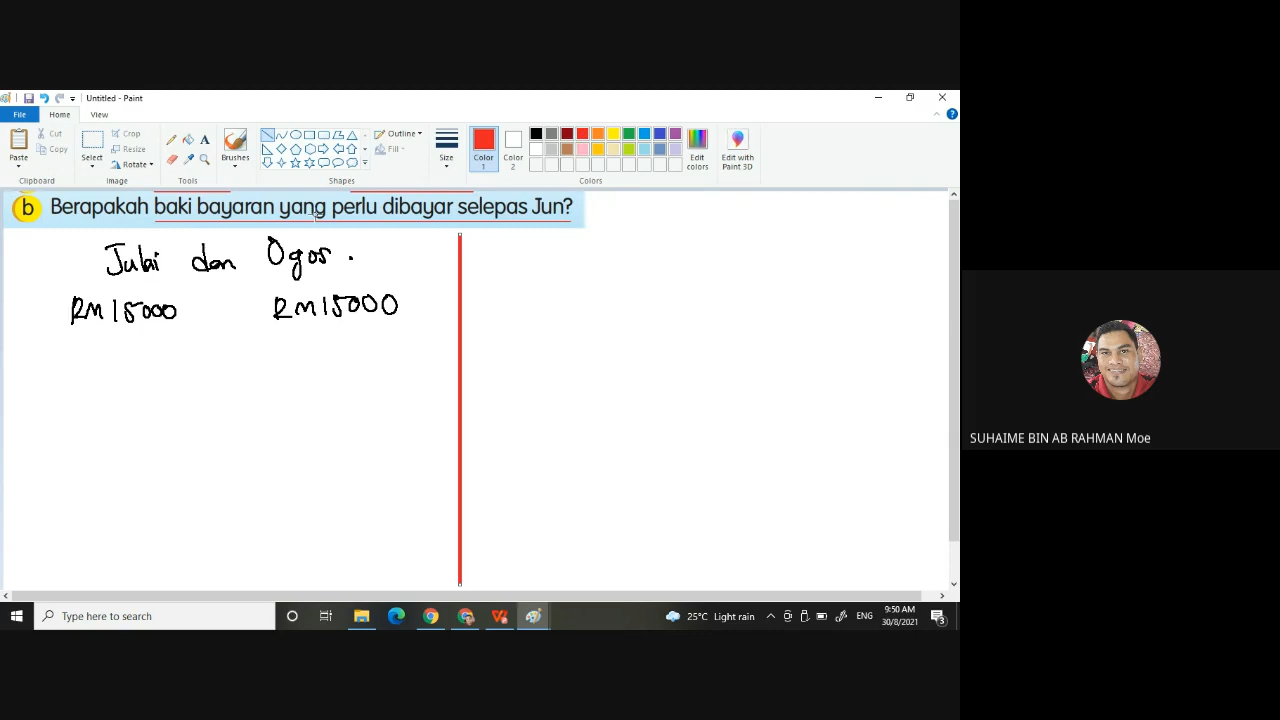 Untitled - Paint
File Home View
Paste
Cut
Copy
Clipboard
Select
Crop
Resize
Rotate
Image
Tools
Brushes
Shapes
Outline
Fill
Size
Color 1
Color 2
Edit colors
Colors
Edit with Paint 3D
b Berapakah baki bayaran yang perlu dibayar selepas Jun?
Julai dan Ogos.
RM15000 RM15000
SUHAIME BIN AB RAHMAN Moe
Type here to search
25°C Light rain
ENG
9:50 AM
30/8/2021
3